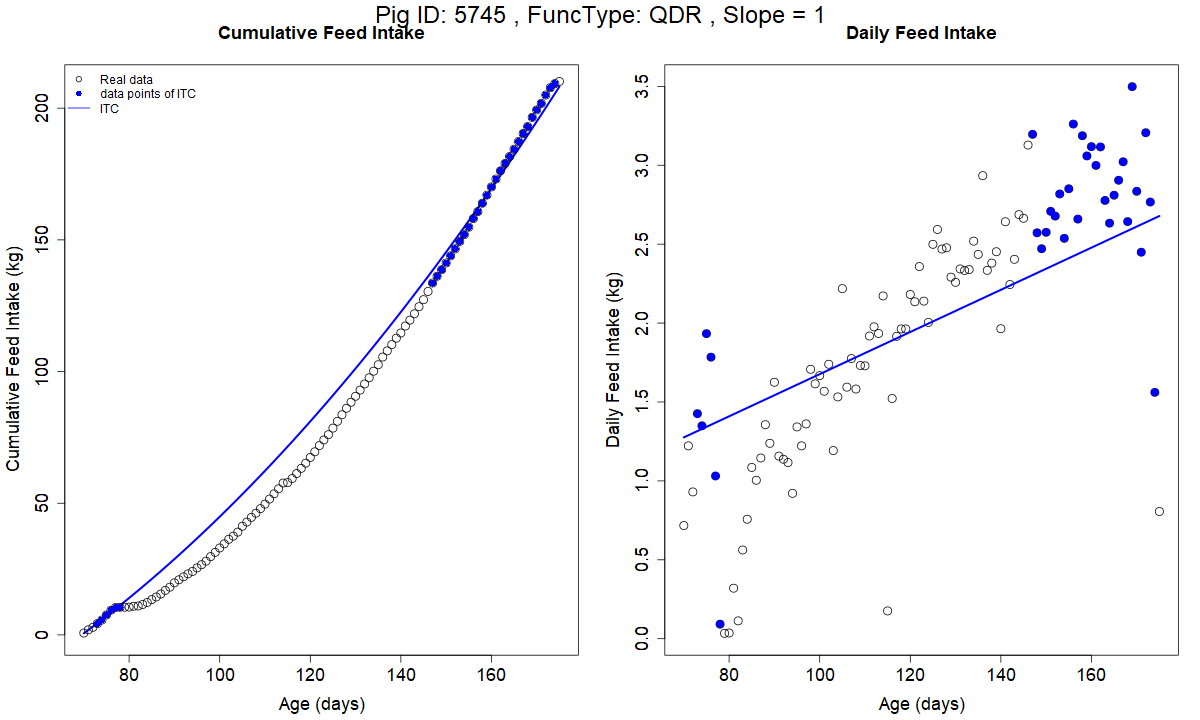 Pig ID: 5745 , FuncType: QDR , Slope = 1
Cumulative Feed Intake
Real data
data points of ITC
ITC
Cumulative Feed Intake (kg)
0
50
100
150
200
80
100
120
140
160
Age (days)
Daily Feed Intake
Daily Feed Intake (kg)
0.0
0.5
1.0
1.5
2.0
2.5
3.0
3.5
80
100
120
140
160
Age (days)